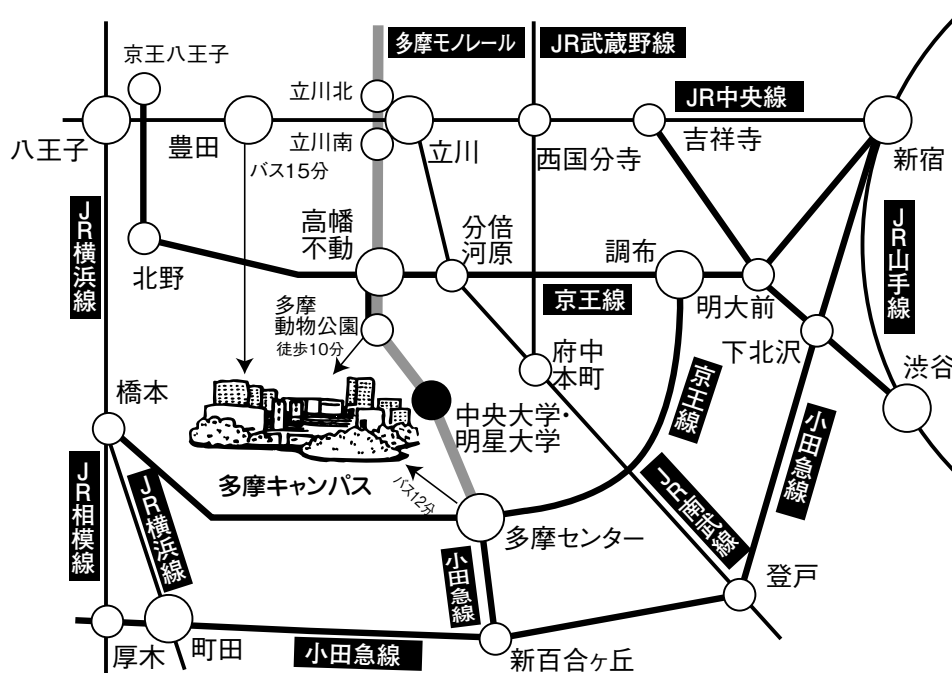 多摩モノレール
JR武蔵野線
京王八王子
立川北
JR中央線
八王子
豊田
立川南
立川
西国分寺
吉祥寺
新宿
バス15分
JR横浜線
高幡
不動
分倍
河原
調布
JR山手線
北野
京王線
明大前
多摩
動物公園
徒歩10分
下北沢
府中
本町
渋谷
橋本
京王線
中央大学・
明星大学
小田急線
多摩キャンパス
バス12分
JR相模線
JR横浜線
JR南武線
多摩センター
小田急線
登戸
厚木
町田
小田急線
新百合ヶ丘